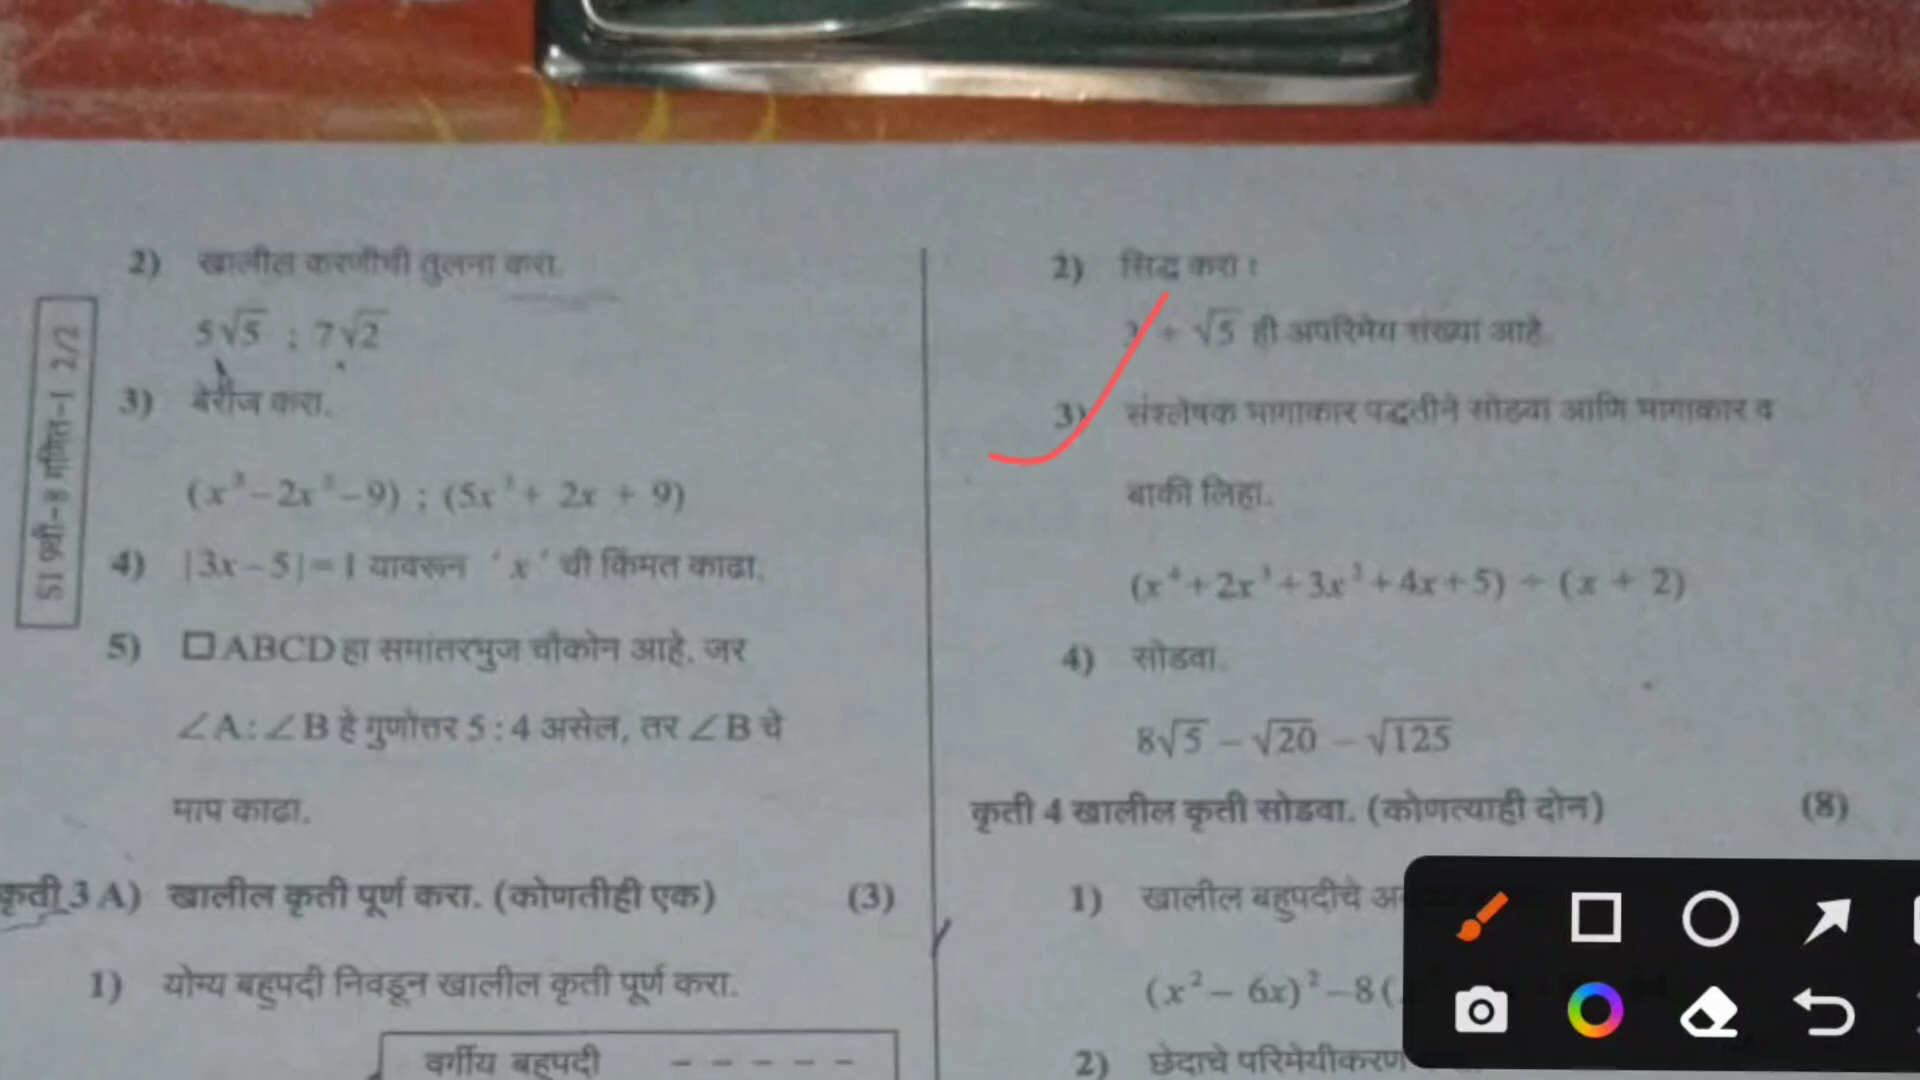 SI प्र.वी-8 गणित-1 2/2
2) खालील करणींची तुलना करा.
5√5 ; 7√2
3) बेरीज करा.
(x³−2x²−9) ; (5x³+ 2x + 9)
4) |3x−5|=1 यावरून ‘x’ ची किंमत काढा.
5) □ABCD हा समांतरभुज चौकोन आहे. जर
∠A:∠B हे गुणोत्तर 5:4 असेल, तर ∠B चे
माप काढा.
कृती 3 A) खालील कृती पूर्ण करा. (कोणतीही एक) (3)
1) योग्य बहुपदी निवडून खालील कृती पूर्ण करा.
वर्गीय बहुपदी − − − − −
2) सिद्ध करा :
+ √5 ही अपरिमेय संख्या आहे.
3) संश्लेषक भागाकार पद्धतीने सोडवा आणि भागाकार व
बाकी लिहा.
(x⁴+2x³+3x²+4x+5) ÷ (x + 2)
4) सोडवा.
8√5 − √20 − √125
कृती 4 खालील कृती सोडवा. (कोणत्याही दोन) (8)
1) खालील बहुपदीचे
(x²− 6x)²−8(
2) छेदाचे परिमेयीकरण